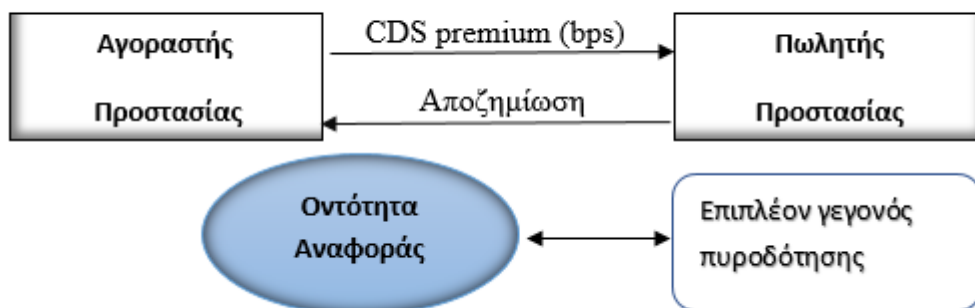 Αγοραστής
Προστασίας
CDS premium (bps)
Αποζημίωση
Πωλητής
Προστασίας
Οντότητα
Αναφοράς
Επιπλέον γεγονός
πυροδότησης